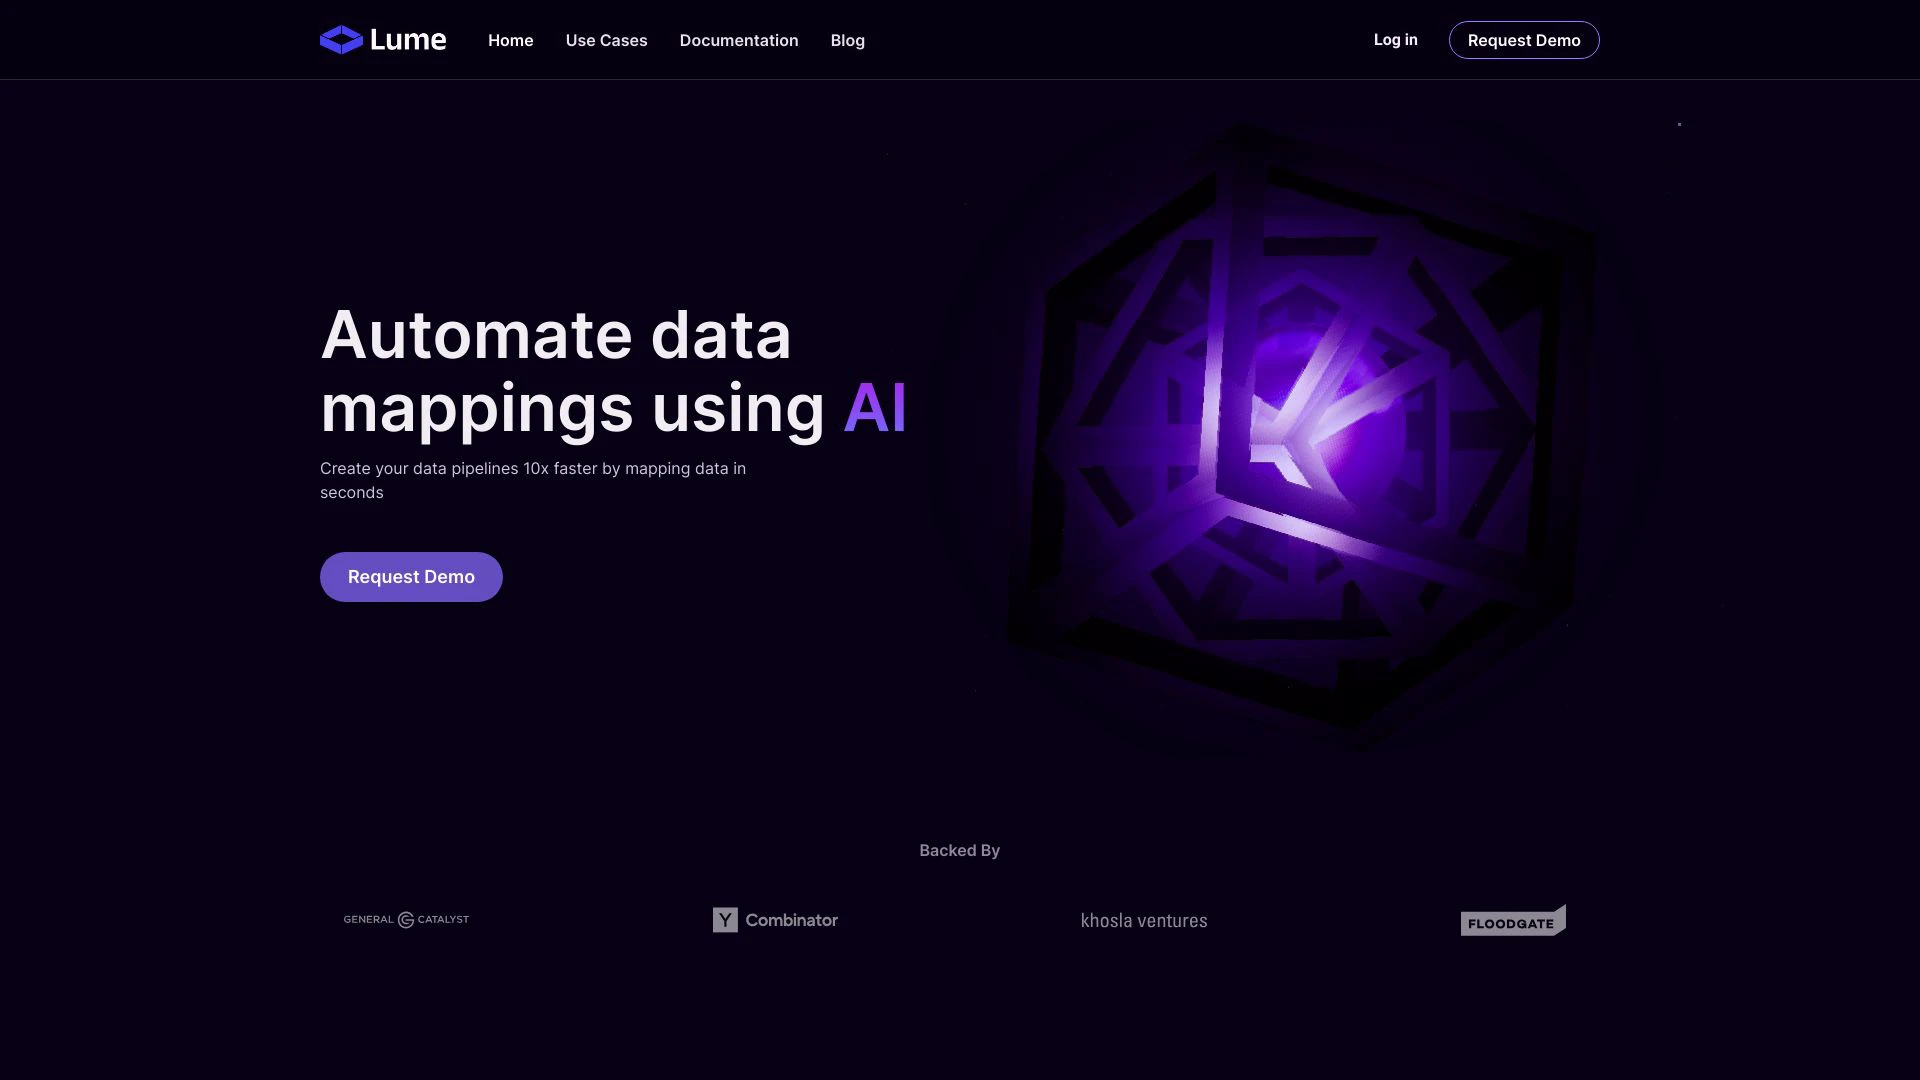 Lume
Home
Use Cases
Documentation
Blog
Log in
Request Demo
Automate data
mappings using AI
Create your data pipelines 10x faster by mapping data in
seconds
Request Demo
Backed By
GENERAL CATALYST
Y Combinator
khosla ventures
FLOODGATE